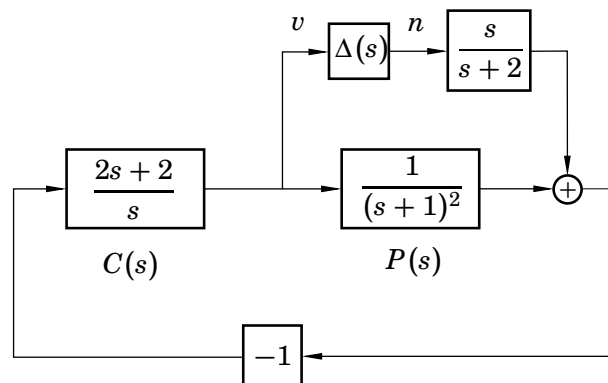 v
n
Δ(s)
s
s + 2
2s + 2
s
1
(s + 1)²
+
C(s)
P(s)
−1